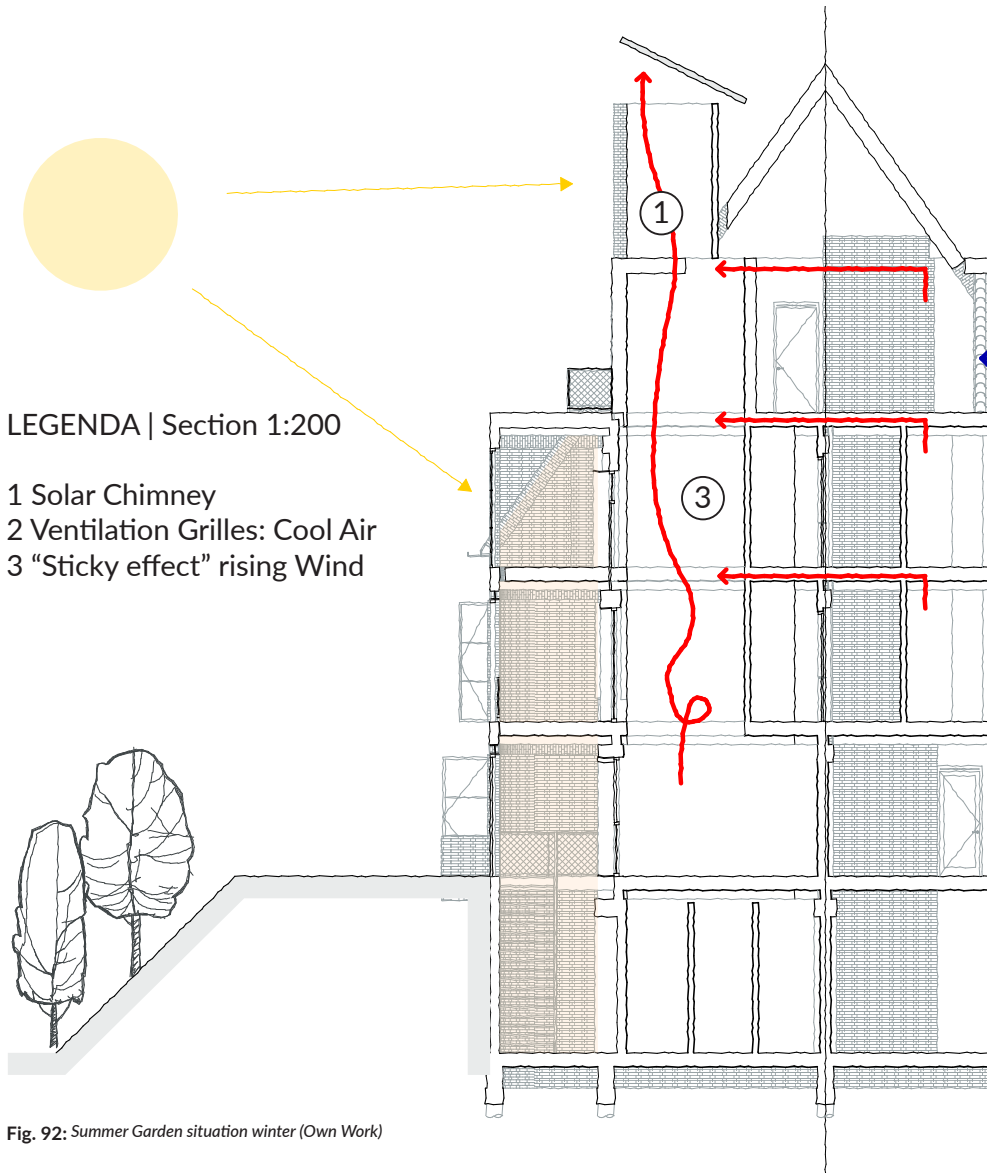 1
LEGENDA | Section 1:200
1 Solar Chimney
2 Ventilation Grilles: Cool Air
3 “Sticky effect” rising Wind
3
Fig. 92: Summer Garden situation winter (Own Work)